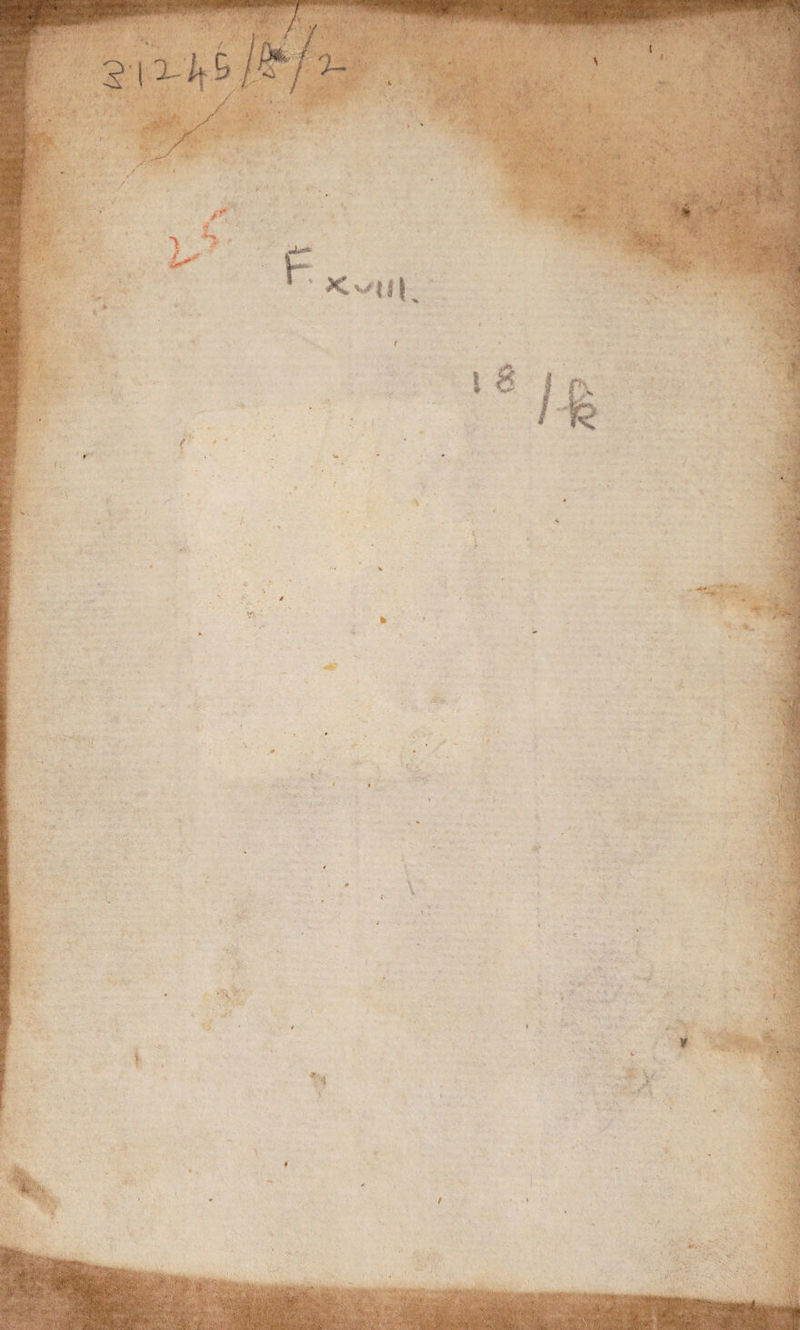 31245/B/2
25
F. XVIII.
18 /k